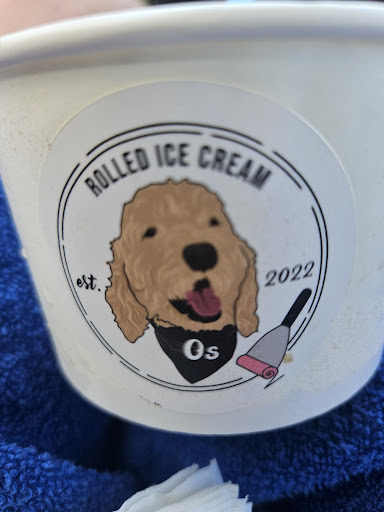 ROLLED ICE CREAM
est. 2022
Os